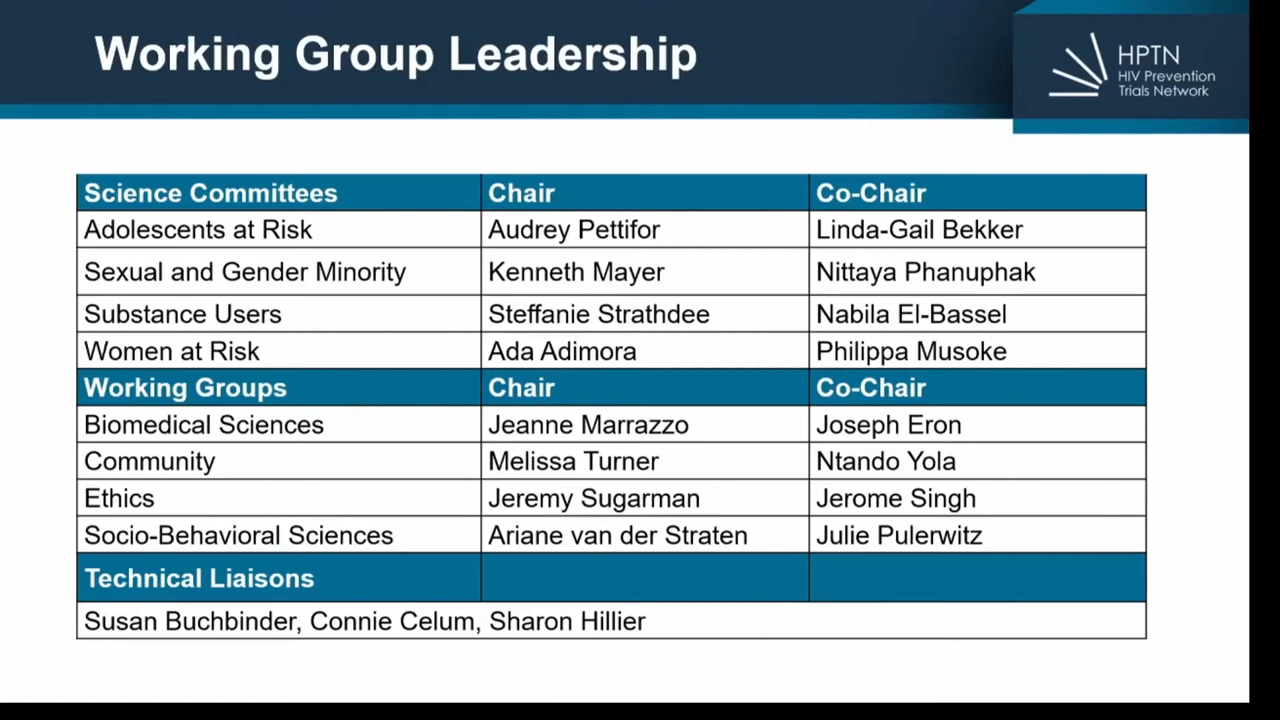 Working Group Leadership
HPTN
HIV Prevention
Trials Network
Science Committees Chair Co-Chair
Adolescents at Risk Audrey Pettifor Linda-Gail Bekker
Sexual and Gender Minority Kenneth Mayer Nittaya Phanuphak
Substance Users Steffanie Strathdee Nabila El-Bassel
Women at Risk Ada Adimora Philippa Musoke
Working Groups Chair Co-Chair
Biomedical Sciences Jeanne Marrazzo Joseph Eron
Community Melissa Turner Ntando Yola
Ethics Jeremy Sugarman Jerome Singh
Socio-Behavioral Sciences Ariane van der Straten Julie Pulerwitz
Technical Liaisons
Susan Buchbinder, Connie Celum, Sharon Hillier